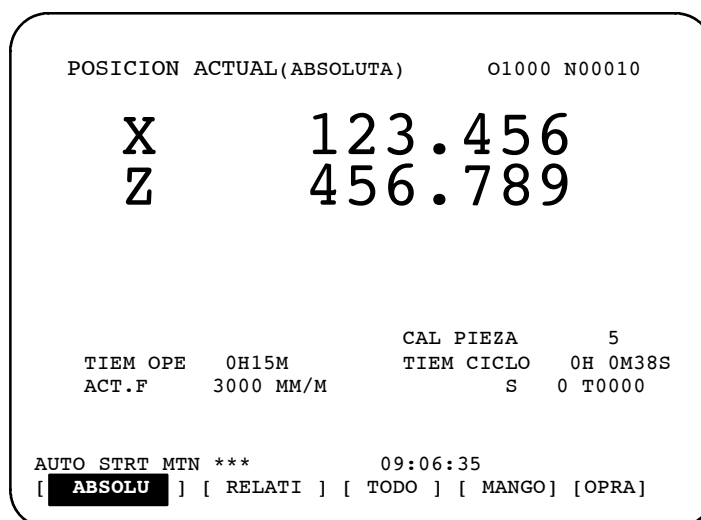 POSICION ACTUAL(ABSOLUTA) O1000 N00010
X 123.456
Z 456.789
CAL PIEZA 5
TIEM OPE 0H15M TIEM CICLO 0H 0M38S
ACT.F 3000 MM/M S 0 T0000
AUTO STRT MTN *** 09:06:35
[ ABSOLU ] [ RELATI ] [ TODO ] [ MANGO] [OPRA]